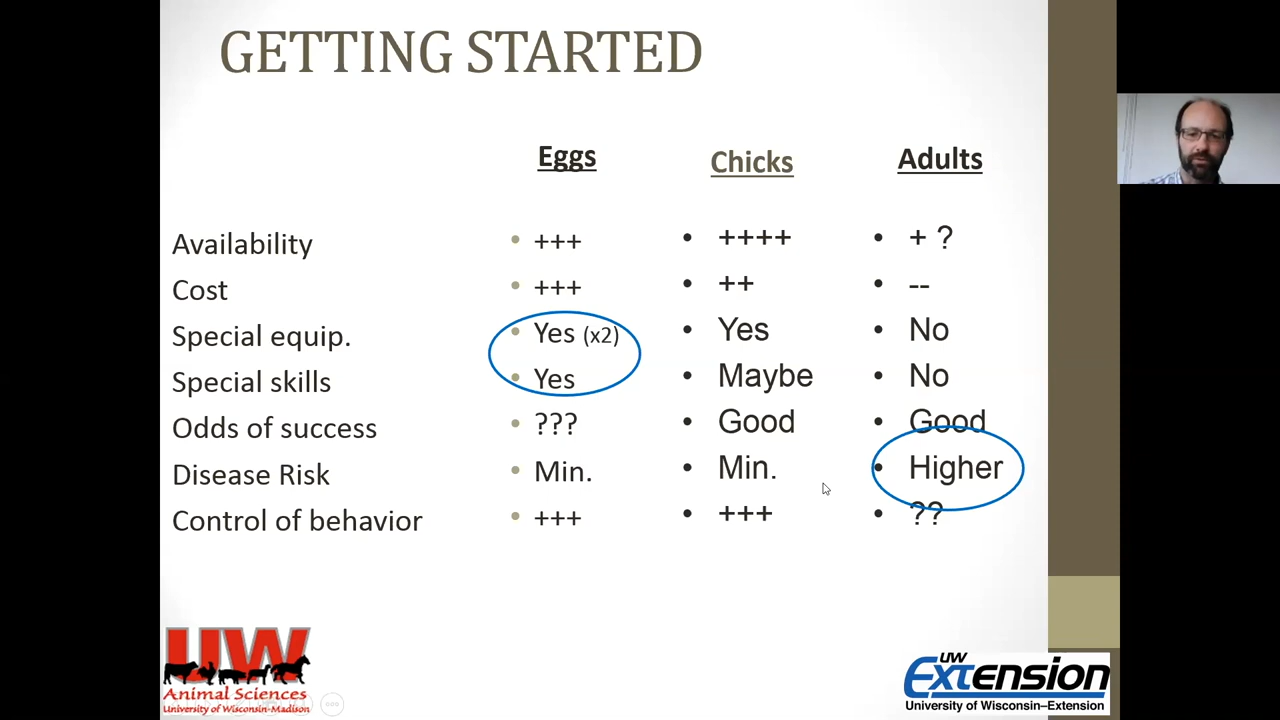 GETTING STARTED
Eggs Chicks Adults
Availability • +++ • ++++ • + ?
Cost • +++ • ++ • --
Special equip. • Yes (x2) • Yes • No
Special skills • Yes • Maybe • No
Odds of success • ??? • Good • Good
Disease Risk • Min. • Min. • Higher
Control of behavior • +++ • +++ • ??
UW
Animal Sciences
University of Wisconsin-Madison
UW
Extension
University of Wisconsin–Extension